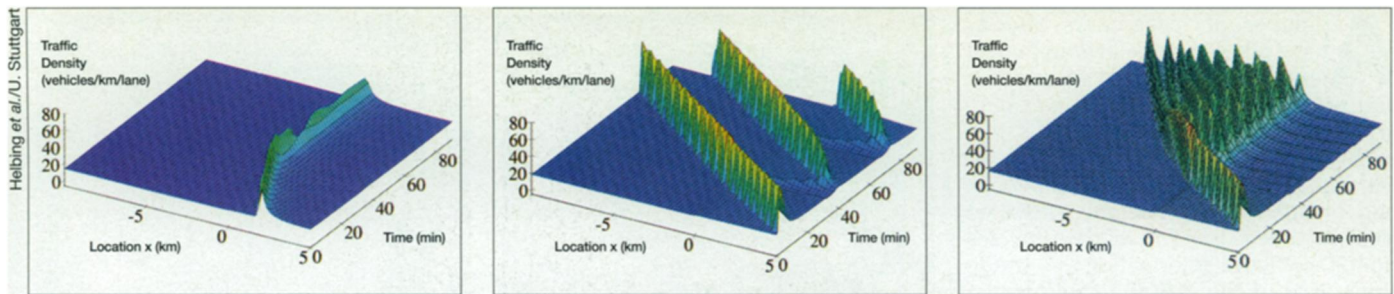 Helbing et al./U. Stuttgart
Traffic
Density
(vehicles/km/lane)
80
60
40
20
0
-5
0
5 0
20
40
60
80
Location x (km)
Time (min)
Traffic
Density
(vehicles/km/lane)
80
60
40
20
0
-5
0
5 0
20
40
60
80
Location x (km)
Time (min)
Traffic
Density
(vehicles/km/lane)
80
60
40
20
0
-5
0
5 0
20
40
60
80
Location x (km)
Time (min)